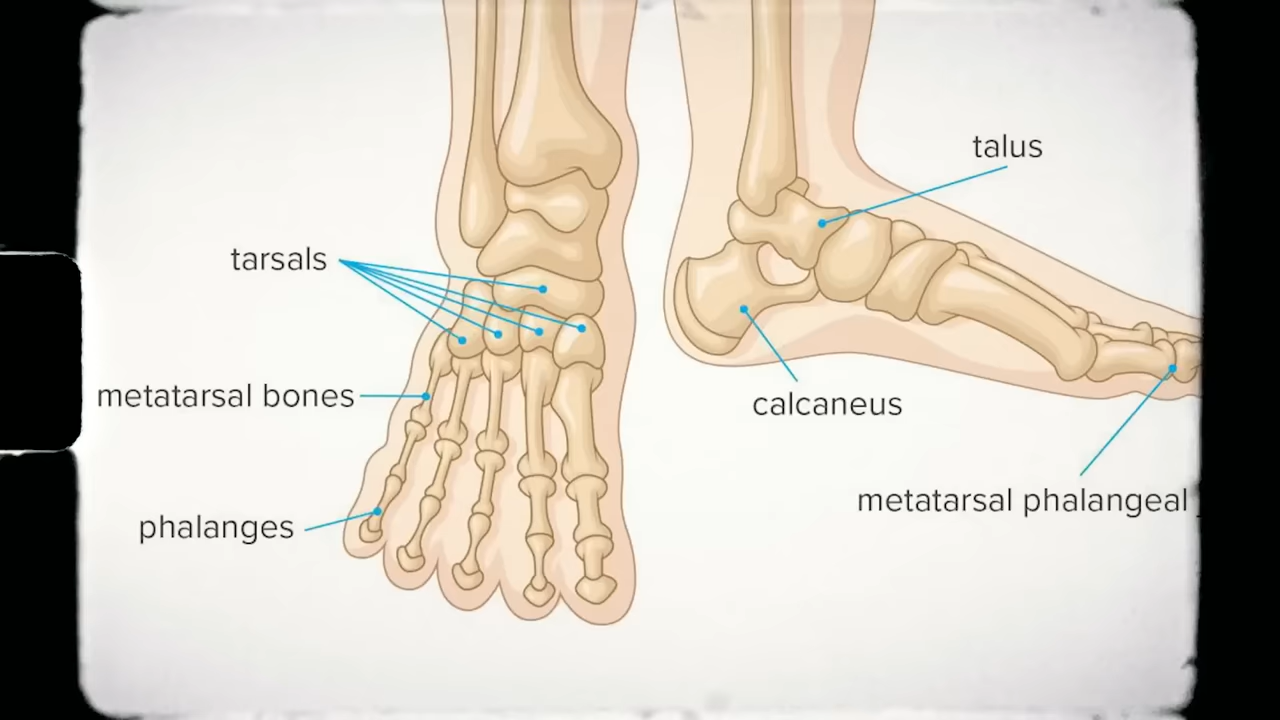 talus
tarsals
metatarsal bones
calcaneus
metatarsal phalangeal
phalanges